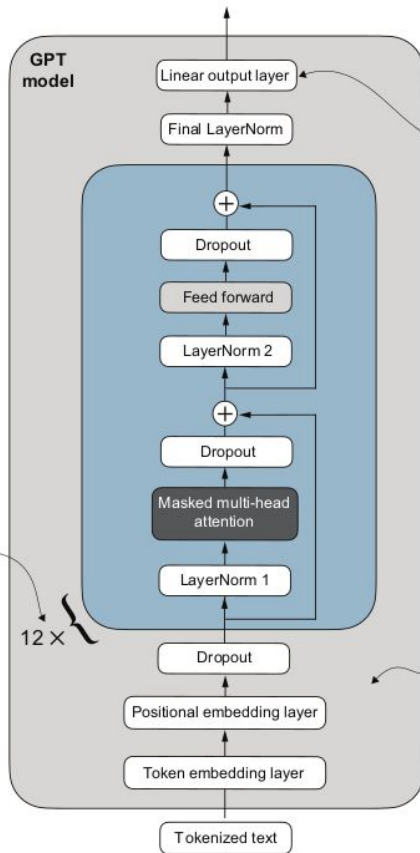 GPT
model
Linear output layer
Final LayerNorm
+
Dropout
Feed forward
LayerNorm 2
+
Dropout
Masked multi-head
attention
LayerNorm 1
12 ×
Dropout
Positional embedding layer
Token embedding layer
Tokenized text